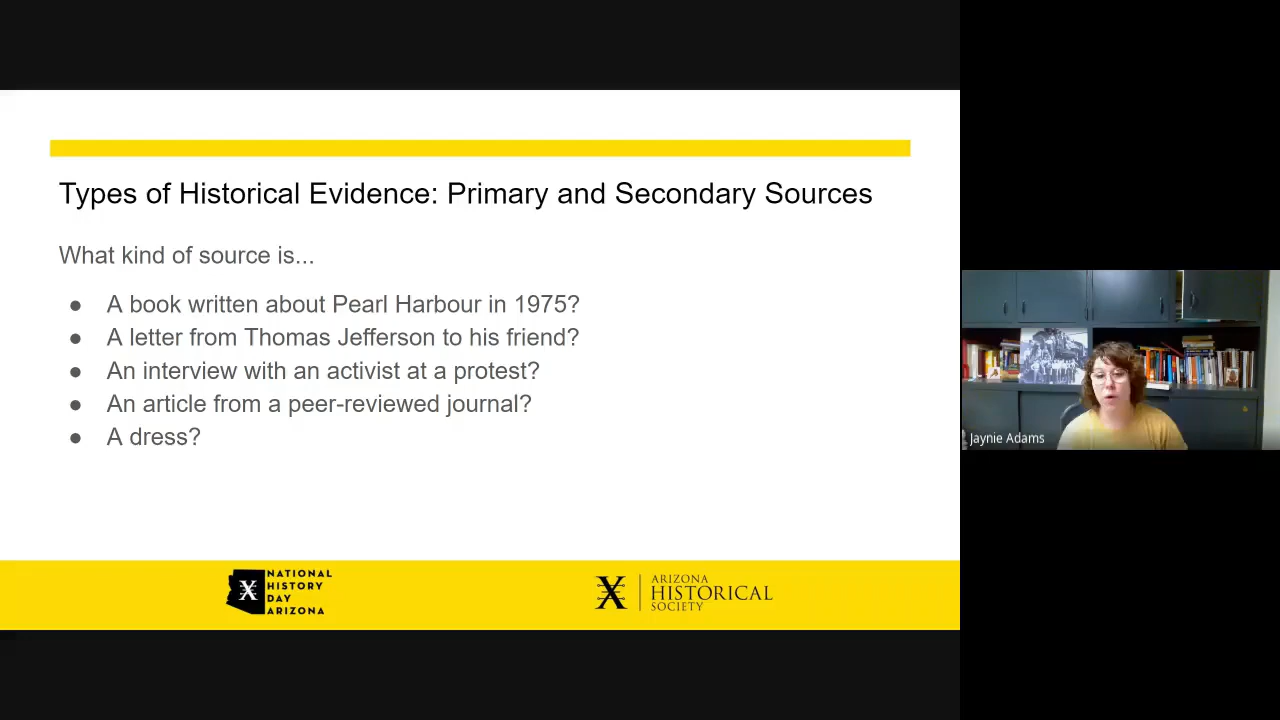 Types of Historical Evidence: Primary and Secondary Sources
What kind of source is...
● A book written about Pearl Harbour in 1975?
● A letter from Thomas Jefferson to his friend?
● An interview with an activist at a protest?
● An article from a peer-reviewed journal?
● A dress?
Jaynie Adams
NATIONAL
HISTORY
DAY
ARIZONA
ARIZONA
HISTORICAL
SOCIETY